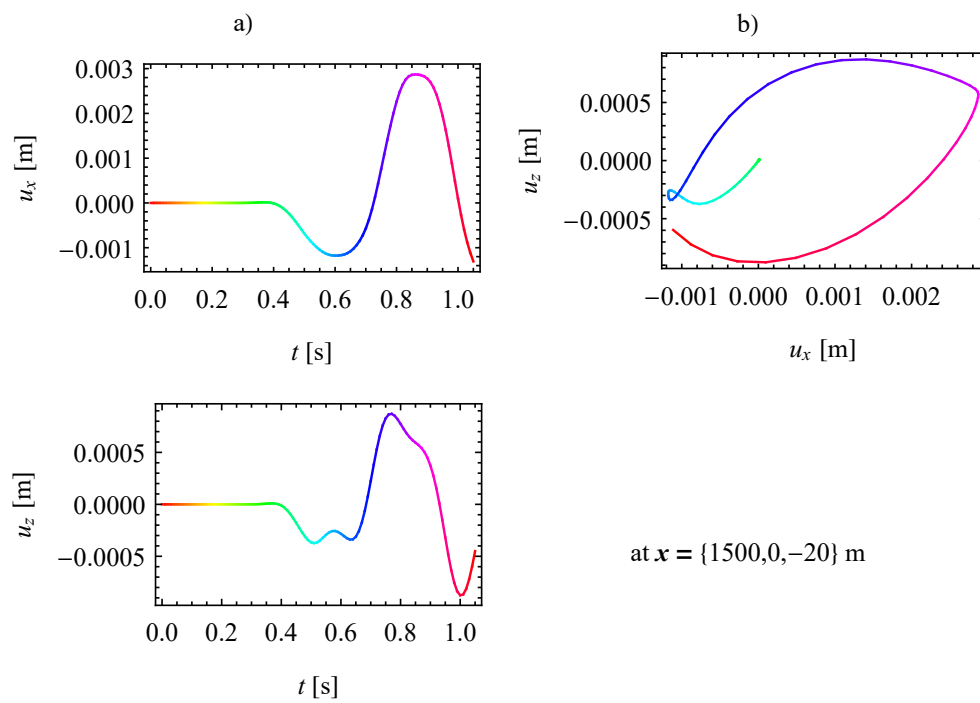 a)
0.003
0.002
0.001
0.000
−0.001
u_x [m]
0.0 0.2 0.4 0.6 0.8 1.0
t [s]
b)
0.0005
0.0000
−0.0005
u_z [m]
−0.001 0.000 0.001 0.002
u_x [m]
0.0005
0.0000
−0.0005
u_z [m]
0.0 0.2 0.4 0.6 0.8 1.0
t [s]
at x = {1500,0,−20} m